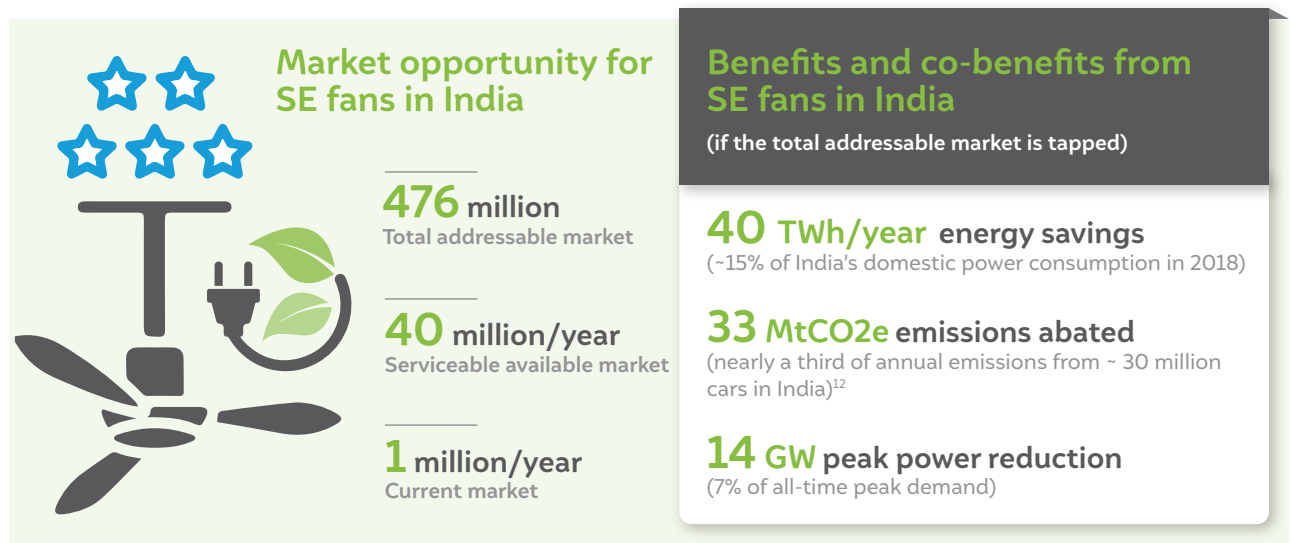 Market opportunity for
SE fans in India
476 million
Total addressable market
40 million/year
Serviceable available market
1 million/year
Current market
Benefits and co-benefits from
SE fans in India
(if the total addressable market is tapped)
40 TWh/year energy savings
(~15% of India's domestic power consumption in 2018)
33 MtCO2e emissions abated
(nearly a third of annual emissions from ~ 30 million
cars in India)¹²
14 GW peak power reduction
(7% of all-time peak demand)